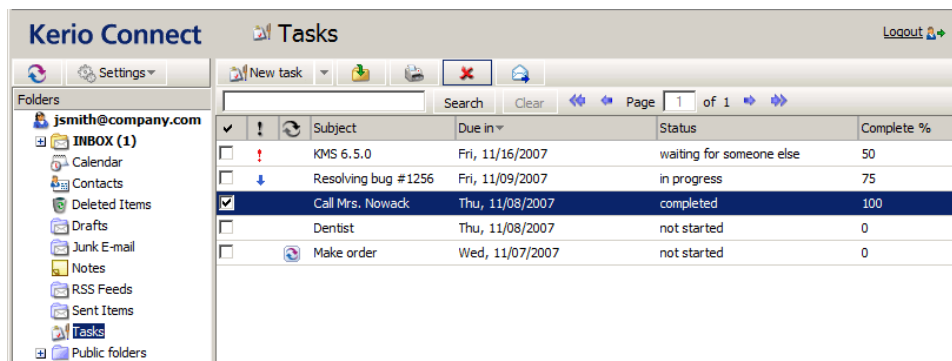 Kerio Connect Tasks Logout
Settings New task
Folders Search Clear Page 1 of 1
jsmith@company.com
! Subject Due in Status Complete %
INBOX (1)
! KMS 6.5.0 Fri, 11/16/2007 waiting for someone else 50
Calendar
Contacts Resolving bug #1256 Fri, 11/09/2007 in progress 75
Deleted Items Call Mrs. Nowack Thu, 11/08/2007 completed 100
Drafts Dentist Thu, 11/08/2007 not started 0
Junk E-mail Make order Wed, 11/07/2007 not started 0
Notes
RSS Feeds
Sent Items
Tasks
Public folders